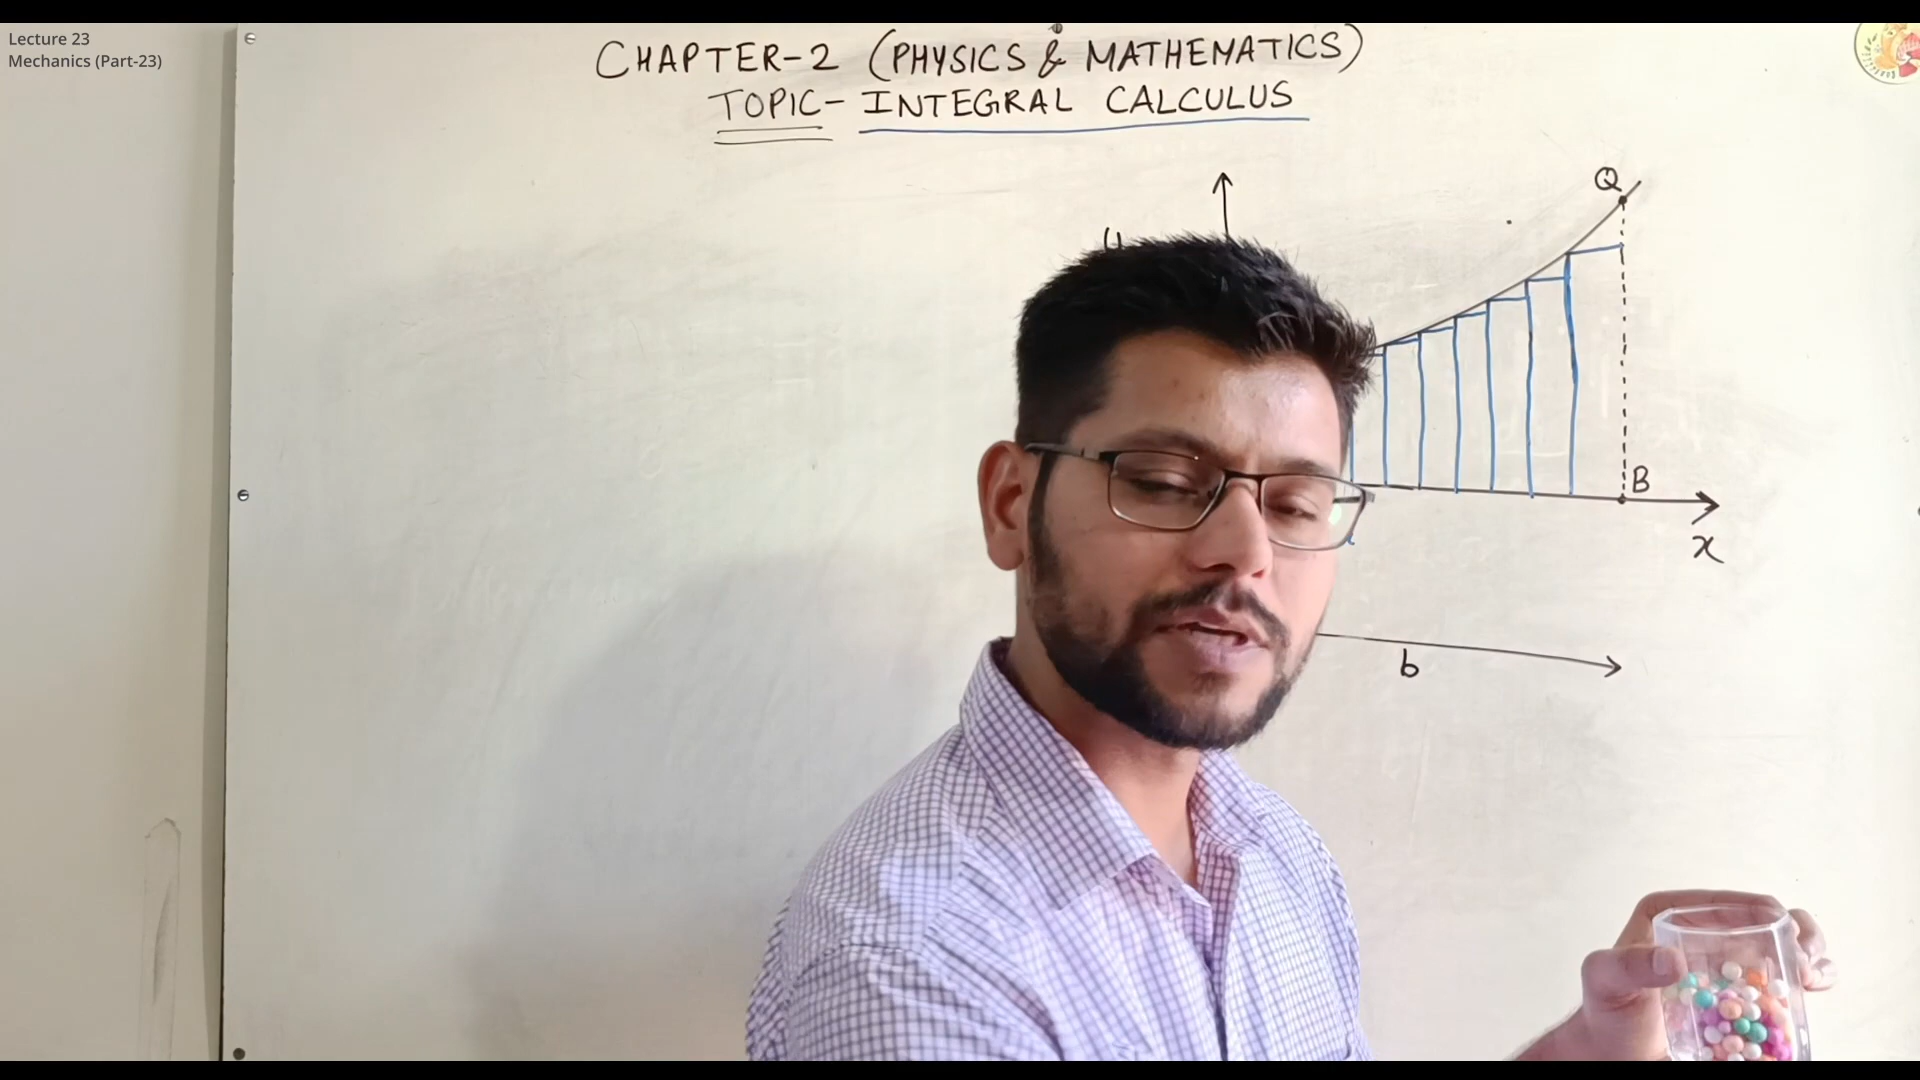 Lecture 23
Mechanics (Part-23)
CHAPTER-2 (PHYSICS & MATHEMATICS)
TOPIC- INTEGRAL CALCULUS
Q
B
x
b